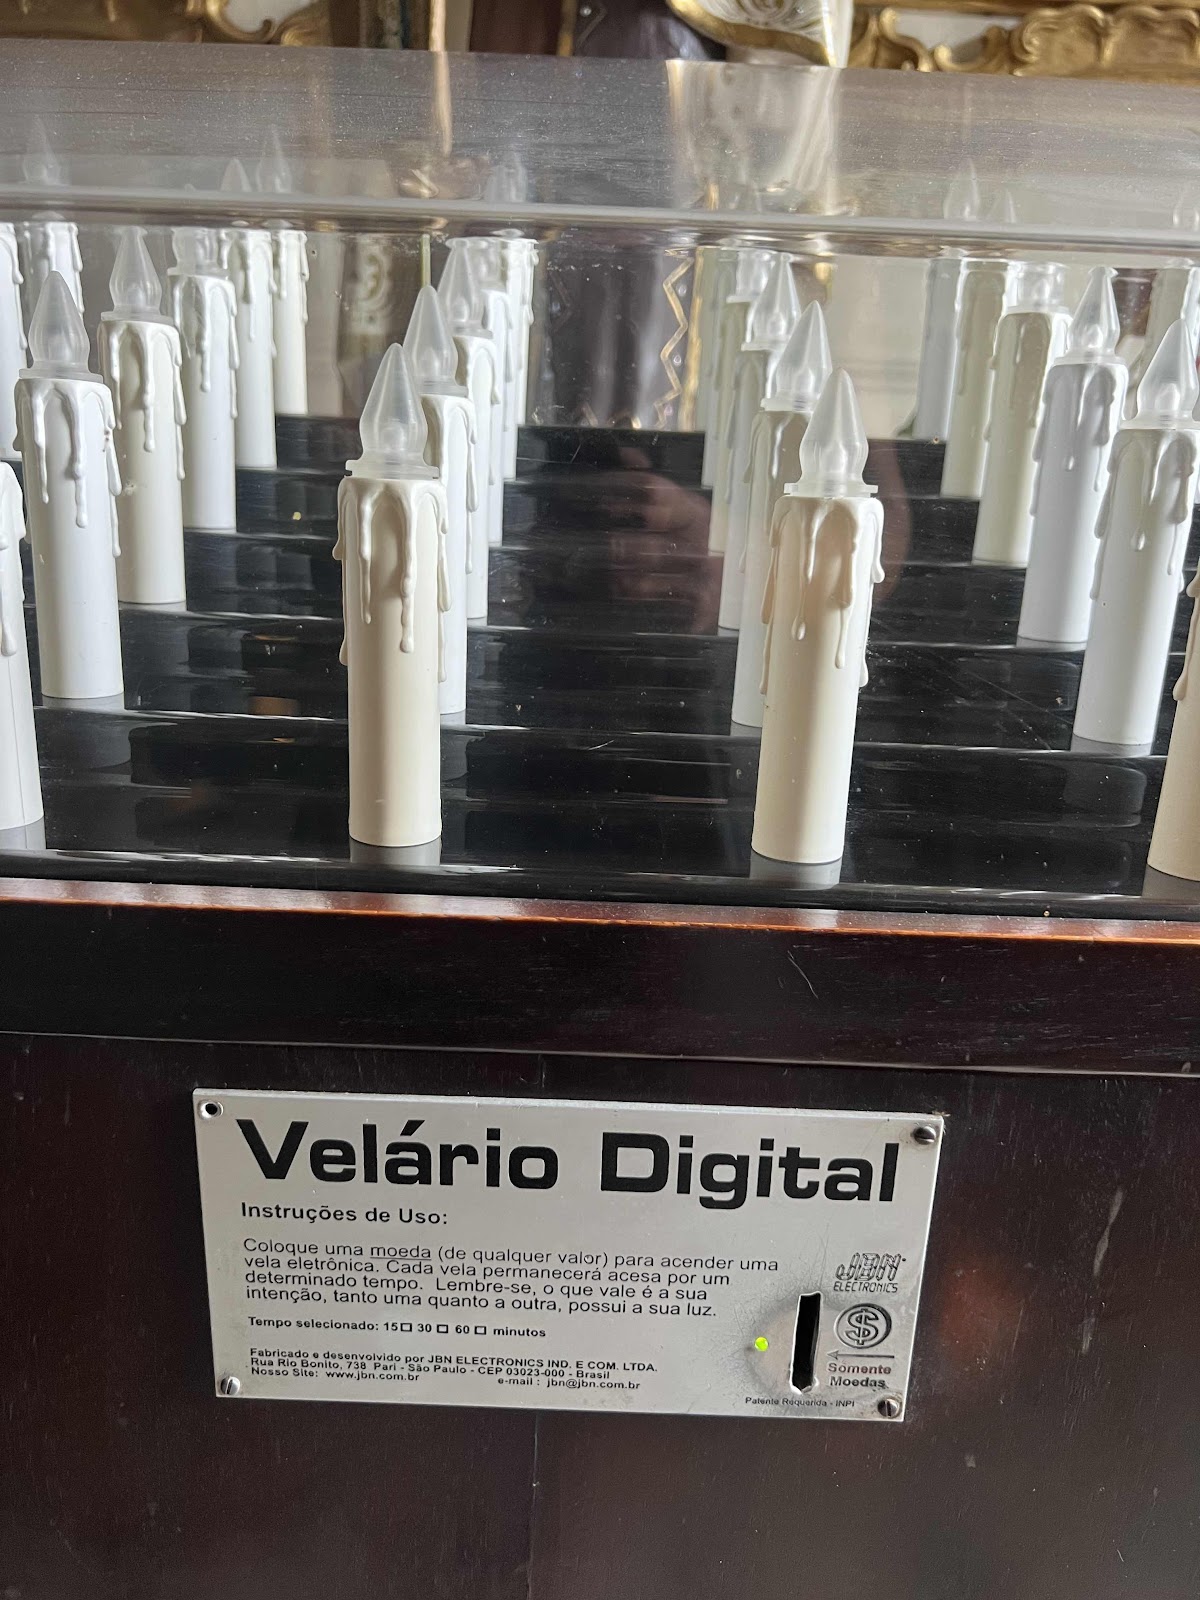 Velário Digital
Instruções de Uso:
Coloque uma moeda (de qualquer valor) para acender uma
vela eletrônica. Cada vela permanecerá acesa por um
determinado tempo. Lembre-se, o que vale é a sua
intenção, tanto uma quanto a outra, possui a sua luz.
Tempo selecionado: 15☐ 30 ☐ 60 ☐ minutos
Fabricado e desenvolvido por JBN ELECTRONICS IND. E COM. LTDA.
Rua Rio Bonito, 738 Pari - São Paulo - CEP 03023-000 - Brasil
Nosso Site: www.jbn.com.br e-mail : jbn@jbn.com.br
JBN
ELECTRONICS
$
Somente
Moedas
Patente Requerida - INPI